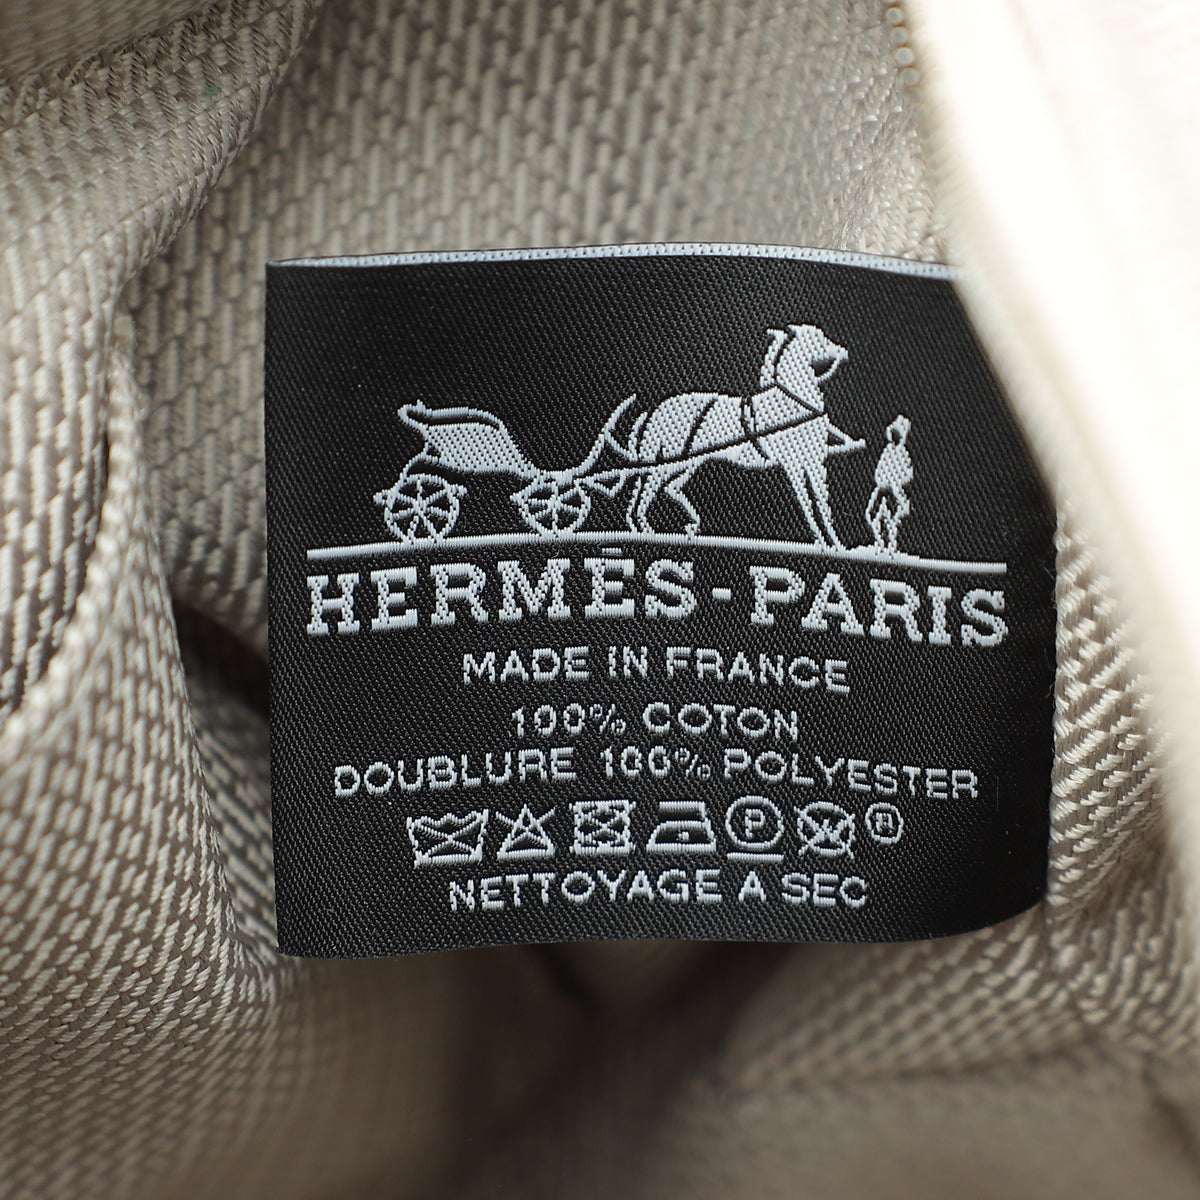 HERMÈS-PARIS
MADE IN FRANCE
100% COTON
DOUBLURE 100% POLYESTER
P ®
NETTOYAGE A SEC